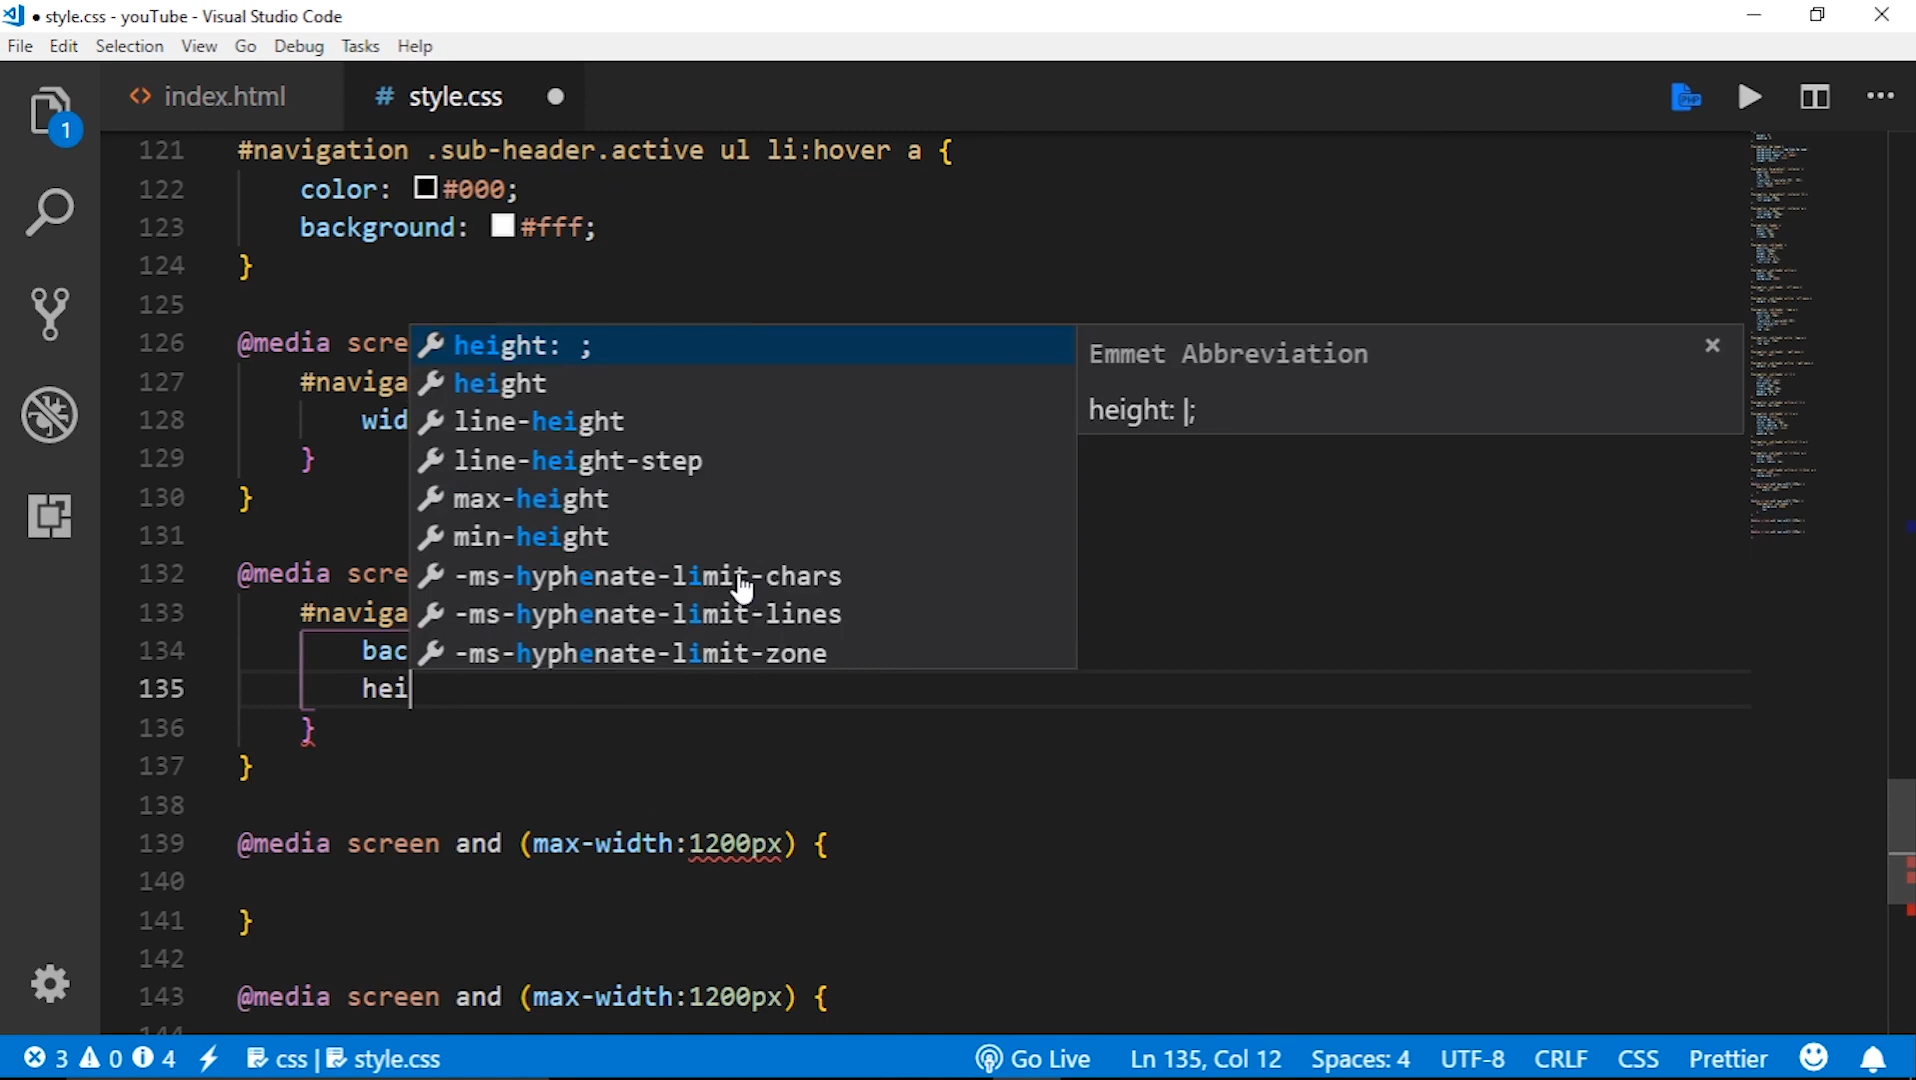 ● style.css - youTube - Visual Studio Code
File Edit Selection View Go Debug Tasks Help
1
<> index.html # style.css ●
PHP
121 #navigation .sub-header.active ul li:hover a {
122 color: #000;
123 background: #fff;
124 }
125
126 @media scre
height: ;
Emmet Abbreviation
127 #naviga
height
height: |;
128 wid
line-height
129 }
line-height-step
130 }
max-height
131
min-height
132 @media scre
-ms-hyphenate-limit-chars
133 #naviga
-ms-hyphenate-limit-lines
134 bac
-ms-hyphenate-limit-zone
135 hei
136 }
137 }
138
139 @media screen and (max-width:1200px) {
140
141 }
142
143 @media screen and (max-width:1200px) {
144
3 0 4 css | style.css Go Live Ln 135, Col 12 Spaces: 4 UTF-8 CRLF CSS Prettier